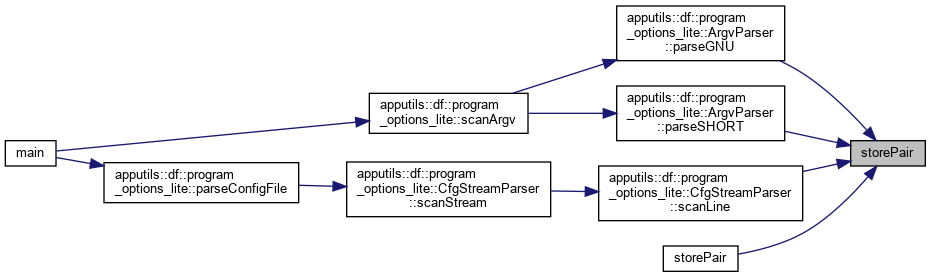 main
apputils::df::program
_options_lite::scanArgv
apputils::df::program
_options_lite::parseConfigFile
apputils::df::program
_options_lite::CfgStreamParser
::scanStream
apputils::df::program
_options_lite::ArgvParser
::parseGNU
apputils::df::program
_options_lite::ArgvParser
::parseSHORT
apputils::df::program
_options_lite::CfgStreamParser
::scanLine
storePair
storePair